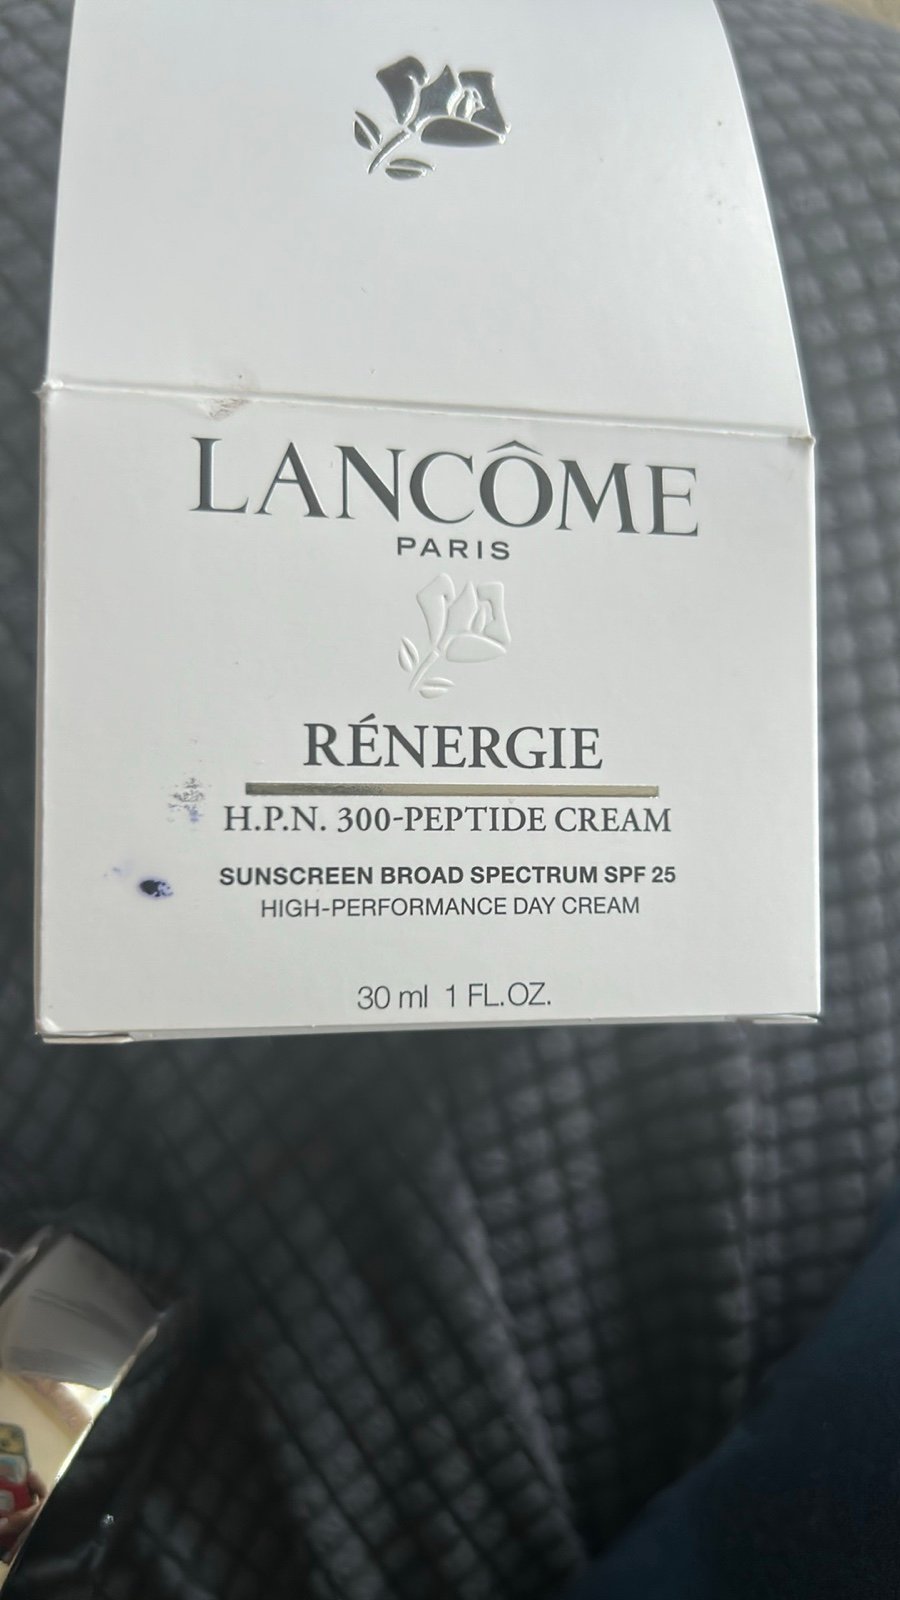 LANCÔME
PARIS
RÉNERGIE
H.P.N. 300-PEPTIDE CREAM
SUNSCREEN BROAD SPECTRUM SPF 25
HIGH-PERFORMANCE DAY CREAM
30 ml 1 FL.OZ.